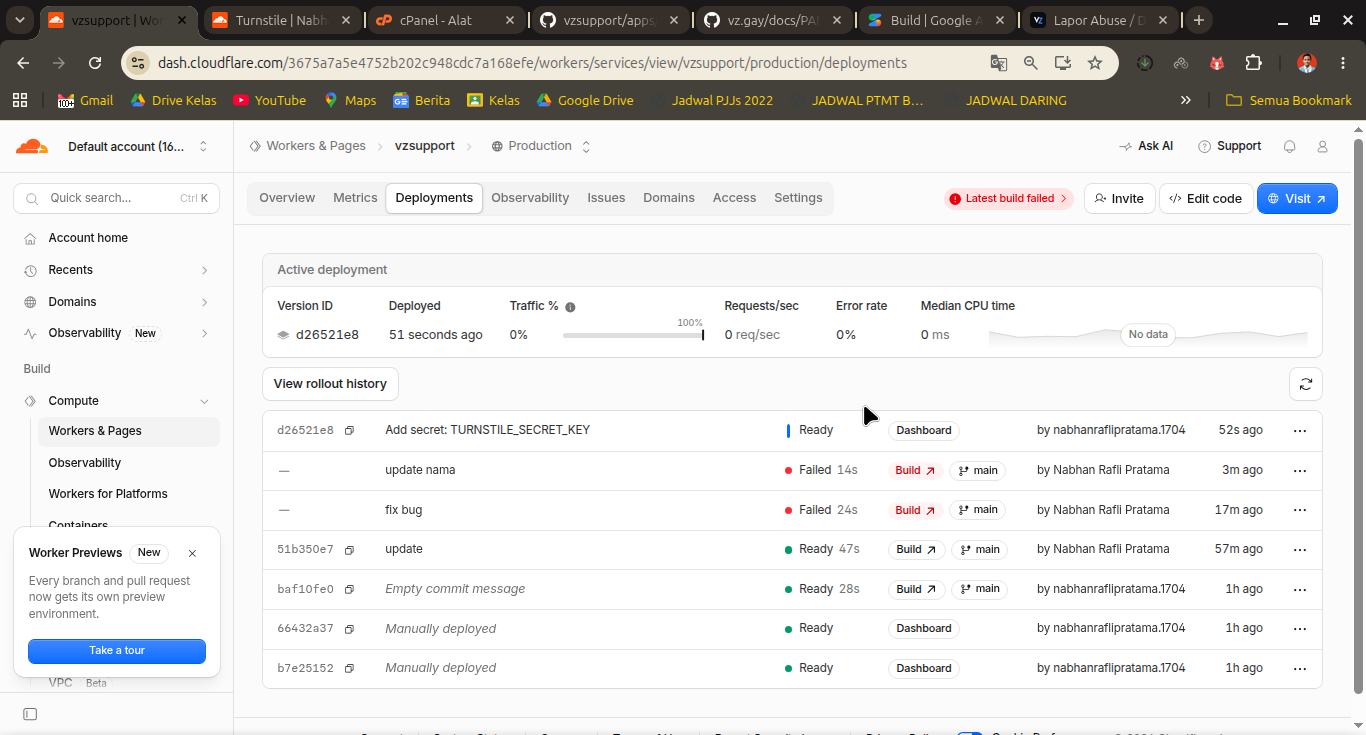 vzsupport | Wor
Turnstile | Nabh
cPanel - Alat
vzsupport/apps
vz.gay/docs/PA
Build | Google A
Lapor Abuse / D
dash.cloudflare.com/3675a7a5e4752b202c948cdc7a168efe/workers/services/view/vzsupport/production/deployments
Gmail
Drive Kelas
YouTube
Maps
Berita
Kelas
Google Drive
Jadwal PJJs 2022
JADWAL PTMT B...
JADWAL DARING
Semua Bookmark
Default account (16...
Workers & Pages
vzsupport
Production
Ask AI
Support
Quick search...
Ctrl K
Overview
Metrics
Deployments
Observability
Issues
Domains
Access
Settings
Latest build failed
Invite
Edit code
Visit
Account home
Recents
Domains
Observability New
Build
Compute
Workers & Pages
Observability
Workers for Platforms
Containers
Worker Previews New
Every branch and pull request
now gets its own preview
environment.
Take a tour
VPC Beta
Active deployment
Version ID Deployed Traffic % Requests/sec Error rate Median CPU time
d26521e8 51 seconds ago 0% 100% 0 req/sec 0% 0 ms No data
View rollout history
d26521e8 Add secret: TURNSTILE_SECRET_KEY Ready Dashboard by nabhanraflipratama.1704 52s ago
— update nama Failed 14s Build main by Nabhan Rafli Pratama 3m ago
— fix bug Failed 24s Build main by Nabhan Rafli Pratama 17m ago
51b350e7 update Ready 47s Build main by Nabhan Rafli Pratama 57m ago
baf10fe0 Empty commit message Ready 28s Build main by nabhanraflipratama.1704 1h ago
66432a37 Manually deployed Ready Dashboard by nabhanraflipratama.1704 1h ago
b7e25152 Manually deployed Ready Dashboard by nabhanraflipratama.1704 1h ago